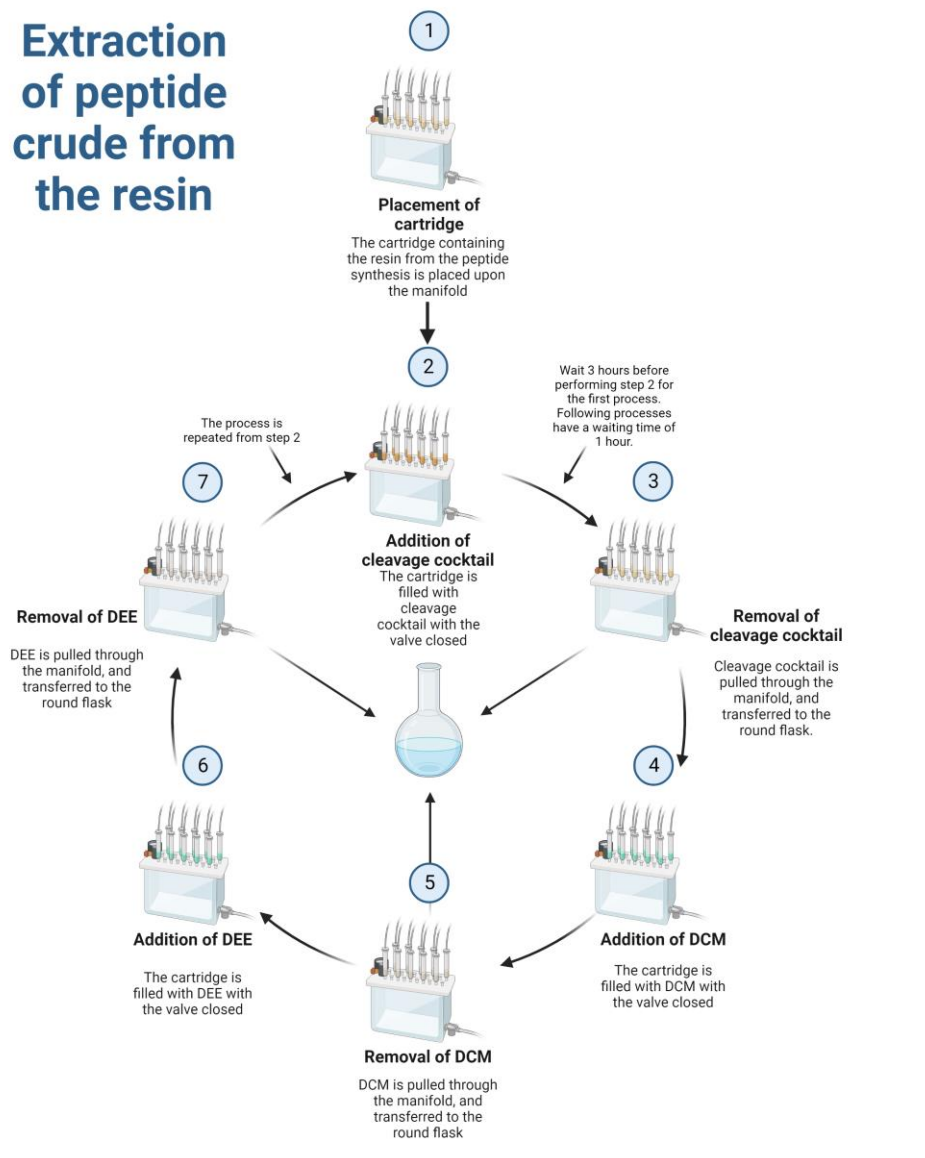 Extraction
of peptide
crude from
the resin
1
Placement of
cartridge
The cartridge containing
the resin from the peptide
synthesis is placed upon
the manifold
2
Addition of
cleavage cocktail
The cartridge is
filled with
cleavage
cocktail with the
valve closed
Wait 3 hours before
performing step 2 for
the first process.
Following processes
have a waiting time of
1 hour.
3
Removal of
cleavage cocktail
Cleavage cocktail is
pulled through the
manifold, and
transferred to the
round flask.
4
Addition of DCM
The cartridge is
filled with DCM with
the valve closed
5
Removal of DCM
DCM is pulled through
the manifold, and
transferred to the
round flask
6
Addition of DEE
The cartridge is
filled with DEE with
the valve closed
7
Removal of DEE
DEE is pulled through
the manifold, and
transferred to the
round flask
The process is
repeated from step 2